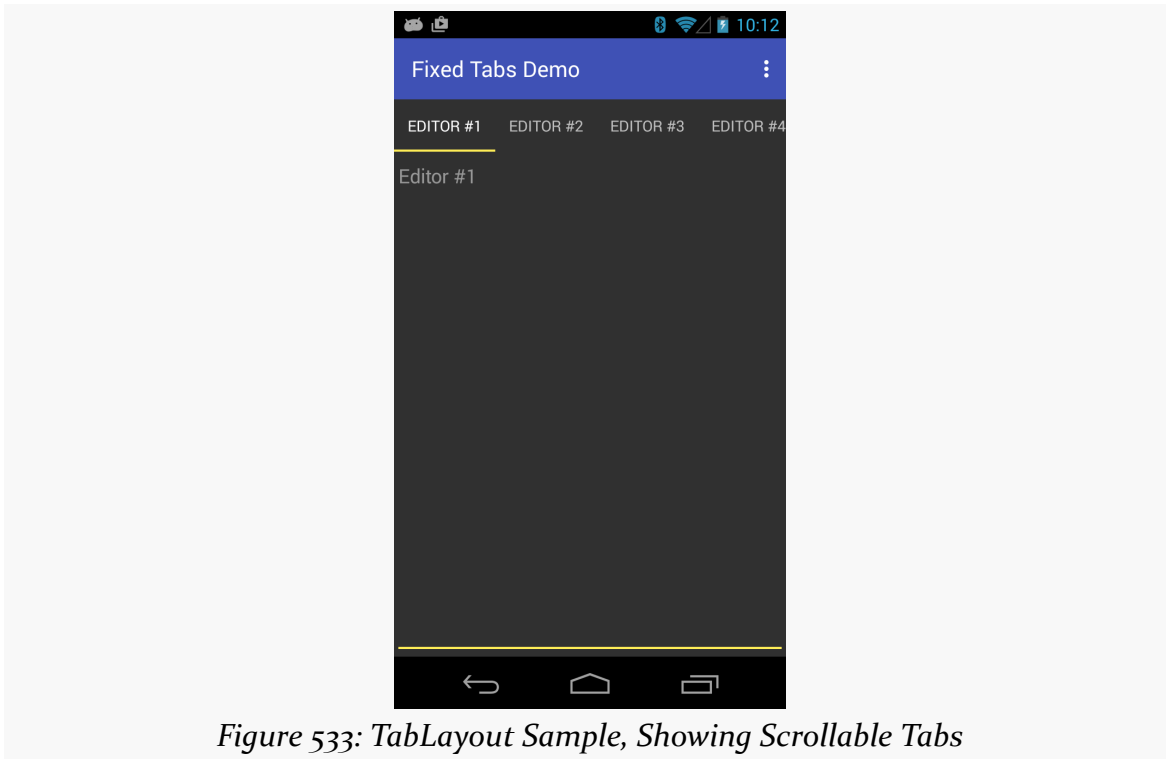 10:12
Fixed Tabs Demo
EDITOR #1 EDITOR #2 EDITOR #3 EDITOR #4
Editor #1
Figure 533: TabLayout Sample, Showing Scrollable Tabs